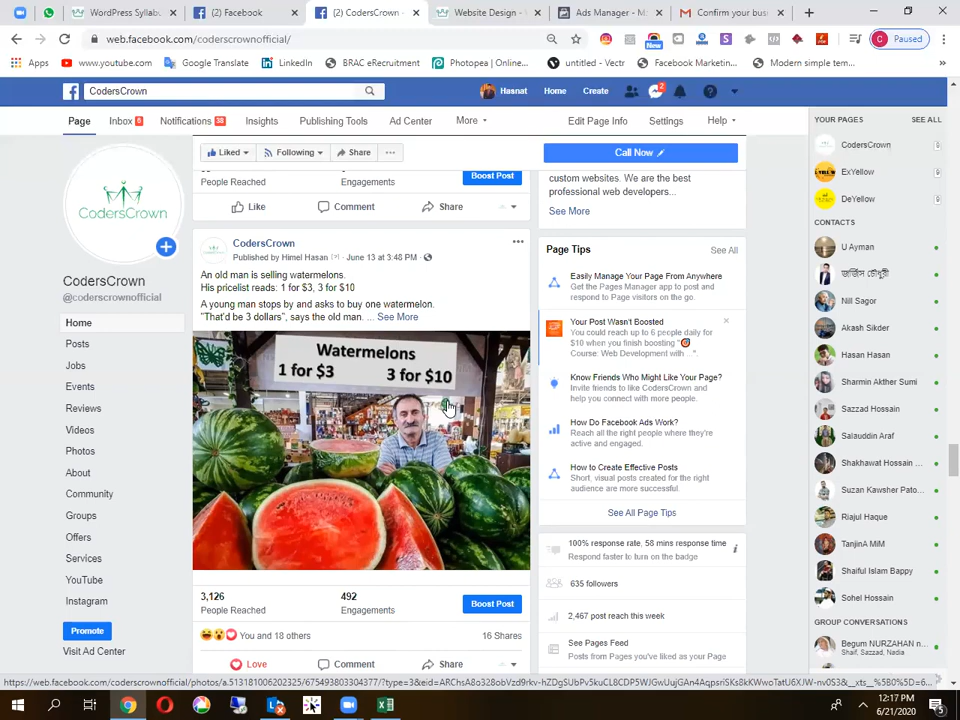 WordPress Syllabu
(2) Facebook
(2) CodersCrown -
Website Design -
Ads Manager - M
Confirm your bus
web.facebook.com/coderscrownofficial/
New
Paused
Apps
www.youtube.com
Google Translate
LinkedIn
BRAC eRecruitment
Photopea | Online...
untitled - Vectr
Facebook Marketin...
Modern simple tem...
CodersCrown
Hasnat
Home
Create
2
Page
Inbox 6
Notifications 38
Insights
Publishing Tools
Ad Center
More
Edit Page Info
Settings
Help
YOUR PAGES
SEE ALL
CodersCrown
ExYellow
DeYellow
CONTACTS
U Ayman
জর্জিস চৌধুরী
Nill Sagor
Akash Sikder
Hasan Hasan
Sharmin Akther Sumi
Sazzad Hossain
Salauddin Araf
Shakhawat Hossain ...
Suzan Kawsher Pato...
Riajul Haque
TanjinA MiM
Shaiful Islam Bappy
Sohel Hossain
GROUP CONVERSATIONS
Begum NURZAHAN n...
Shaif, Sazzad, Nadia
CodersCrown
CodersCrown
@coderscrownofficial
Home
Posts
Jobs
Events
Reviews
Videos
Photos
About
Community
Groups
Offers
Services
YouTube
Instagram
Promote
Visit Ad Center
Liked
Following
Share
Call Now
People Reached
Engagements
Boost Post
Like
Comment
Share
CodersCrown
Published by Himel Hasan [?] · June 13 at 3:48 PM ·
An old man is selling watermelons.
His pricelist reads: 1 for $3, 3 for $10
A young man stops by and asks to buy one watermelon.
"That'd be 3 dollars", says the old man. ... See More
Watermelons
1 for $3 3 for $10
3,126
People Reached
492
Engagements
Boost Post
You and 18 others
16 Shares
Love
Comment
Share
custom websites. We are the best
professional web developers...
See More
Page Tips
See All
Easily Manage Your Page From Anywhere
Get the Pages Manager app to post and
respond to Page visitors on the go.
Your Post Wasn't Boosted
You could reach up to 6 people daily for
$10 when you finish boosting "🎯
Course: Web Development with ...".
Know Friends Who Might Like Your Page?
Invite friends to like CodersCrown and
help you connect with more people.
How Do Facebook Ads Work?
Reach all the right people where they're
active and engaged.
How to Create Effective Posts
Short, visual posts created for the right
audience are more successful.
See All Page Tips
100% response rate, 58 mins response time
Respond faster to turn on the badge
635 followers
2,467 post reach this week
See Pages Feed
Posts from Pages you've liked as your Page
12:17 PM
6/21/2020